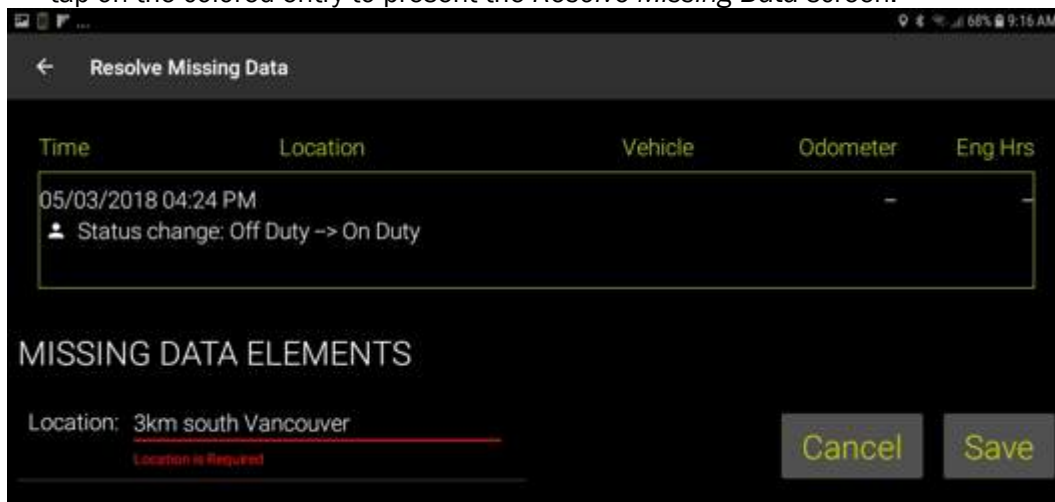 tap on the colored entry to present the Resolve Missing Data screen.
68% 9:16 AM
← Resolve Missing Data
Time Location Vehicle Odometer Eng Hrs
05/03/2018 04:24 PM – –
Status change: Off Duty –> On Duty
MISSING DATA ELEMENTS
Location: 3km south Vancouver
Location is Required
Cancel Save